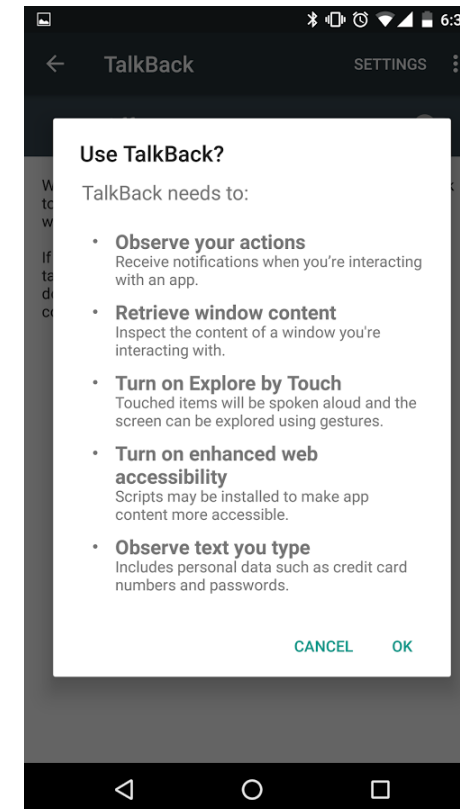 6:3
TalkBack
SETTINGS
Use TalkBack?
TalkBack needs to:
• Observe your actions
Receive notifications when you're interacting
with an app.
• Retrieve window content
Inspect the content of a window you're
interacting with.
• Turn on Explore by Touch
Touched items will be spoken aloud and the
screen can be explored using gestures.
• Turn on enhanced web
accessibility
Scripts may be installed to make app
content more accessible.
• Observe text you type
Includes personal data such as credit card
numbers and passwords.
CANCEL OK